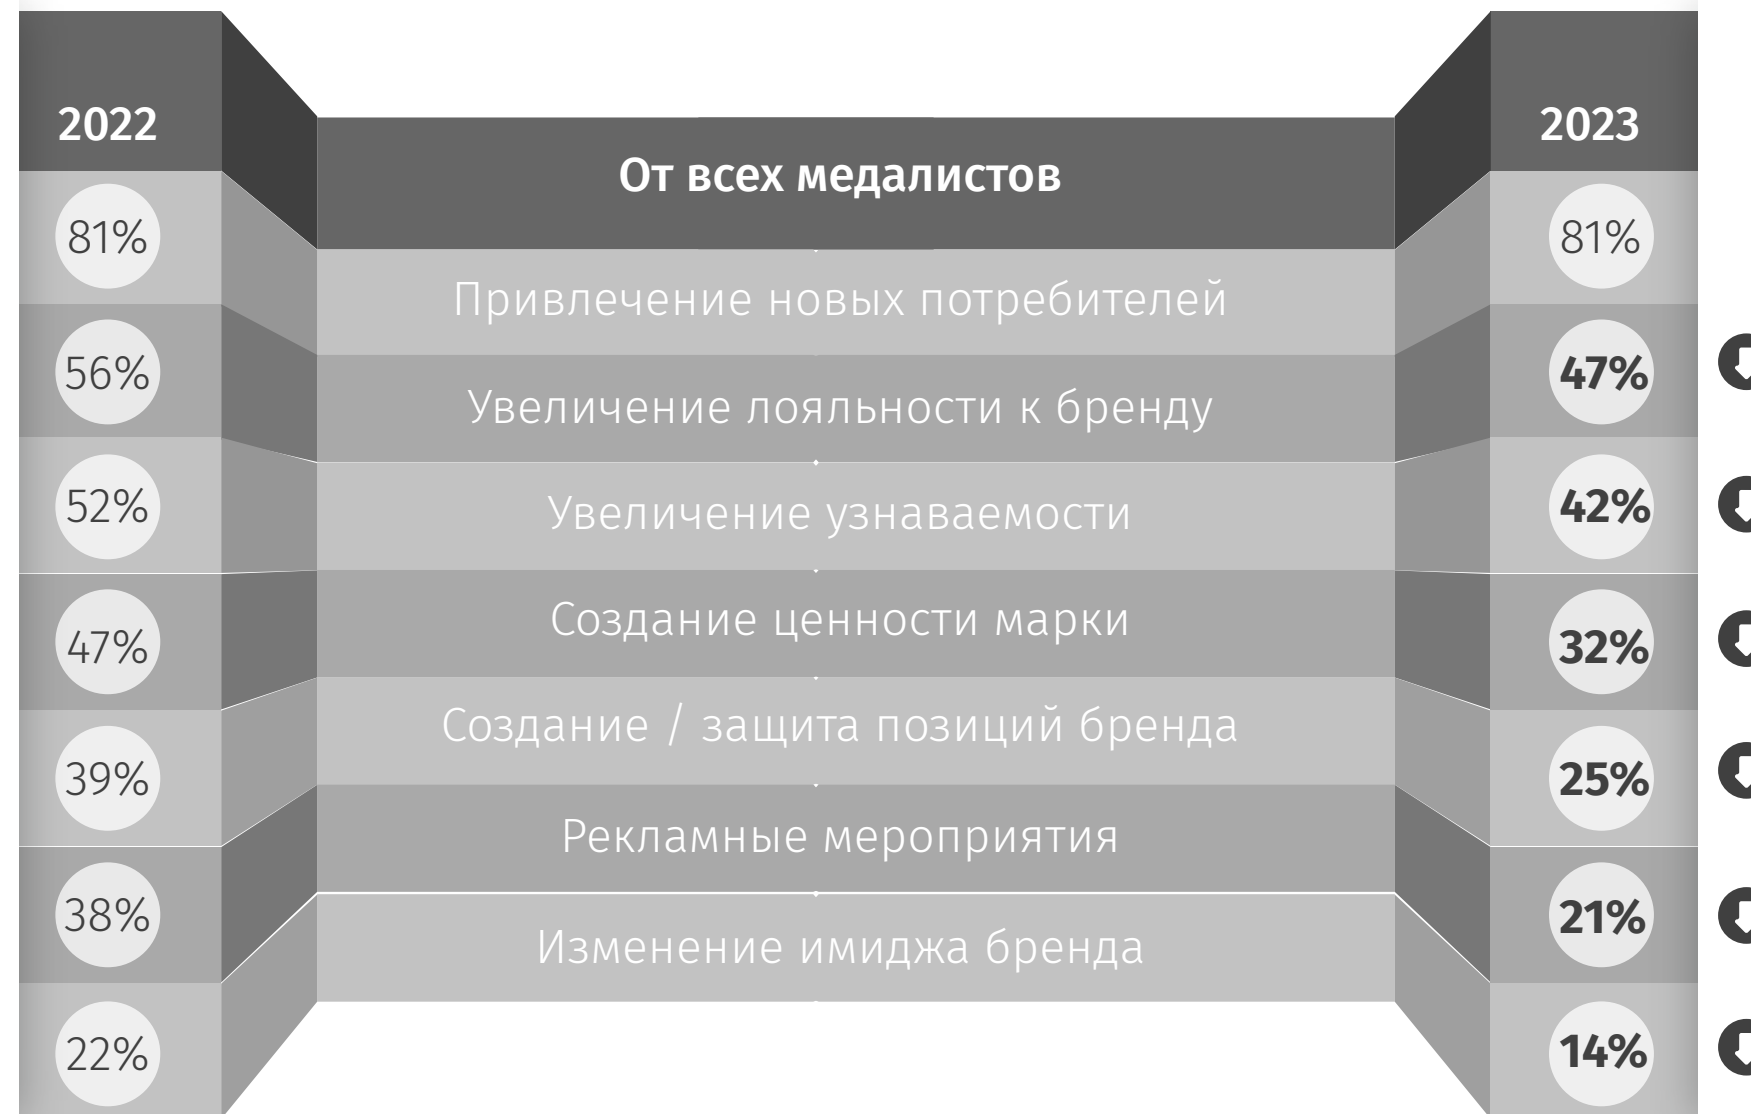 2022
От всех медалистов
2023
81%
Привлечение новых потребителей
81%
56%
Увеличение лояльности к бренду
47%
52%
Увеличение узнаваемости
42%
47%
Создание ценности марки
32%
39%
Создание / защита позиций бренда
25%
38%
Рекламные мероприятия
21%
22%
Изменение имиджа бренда
14%